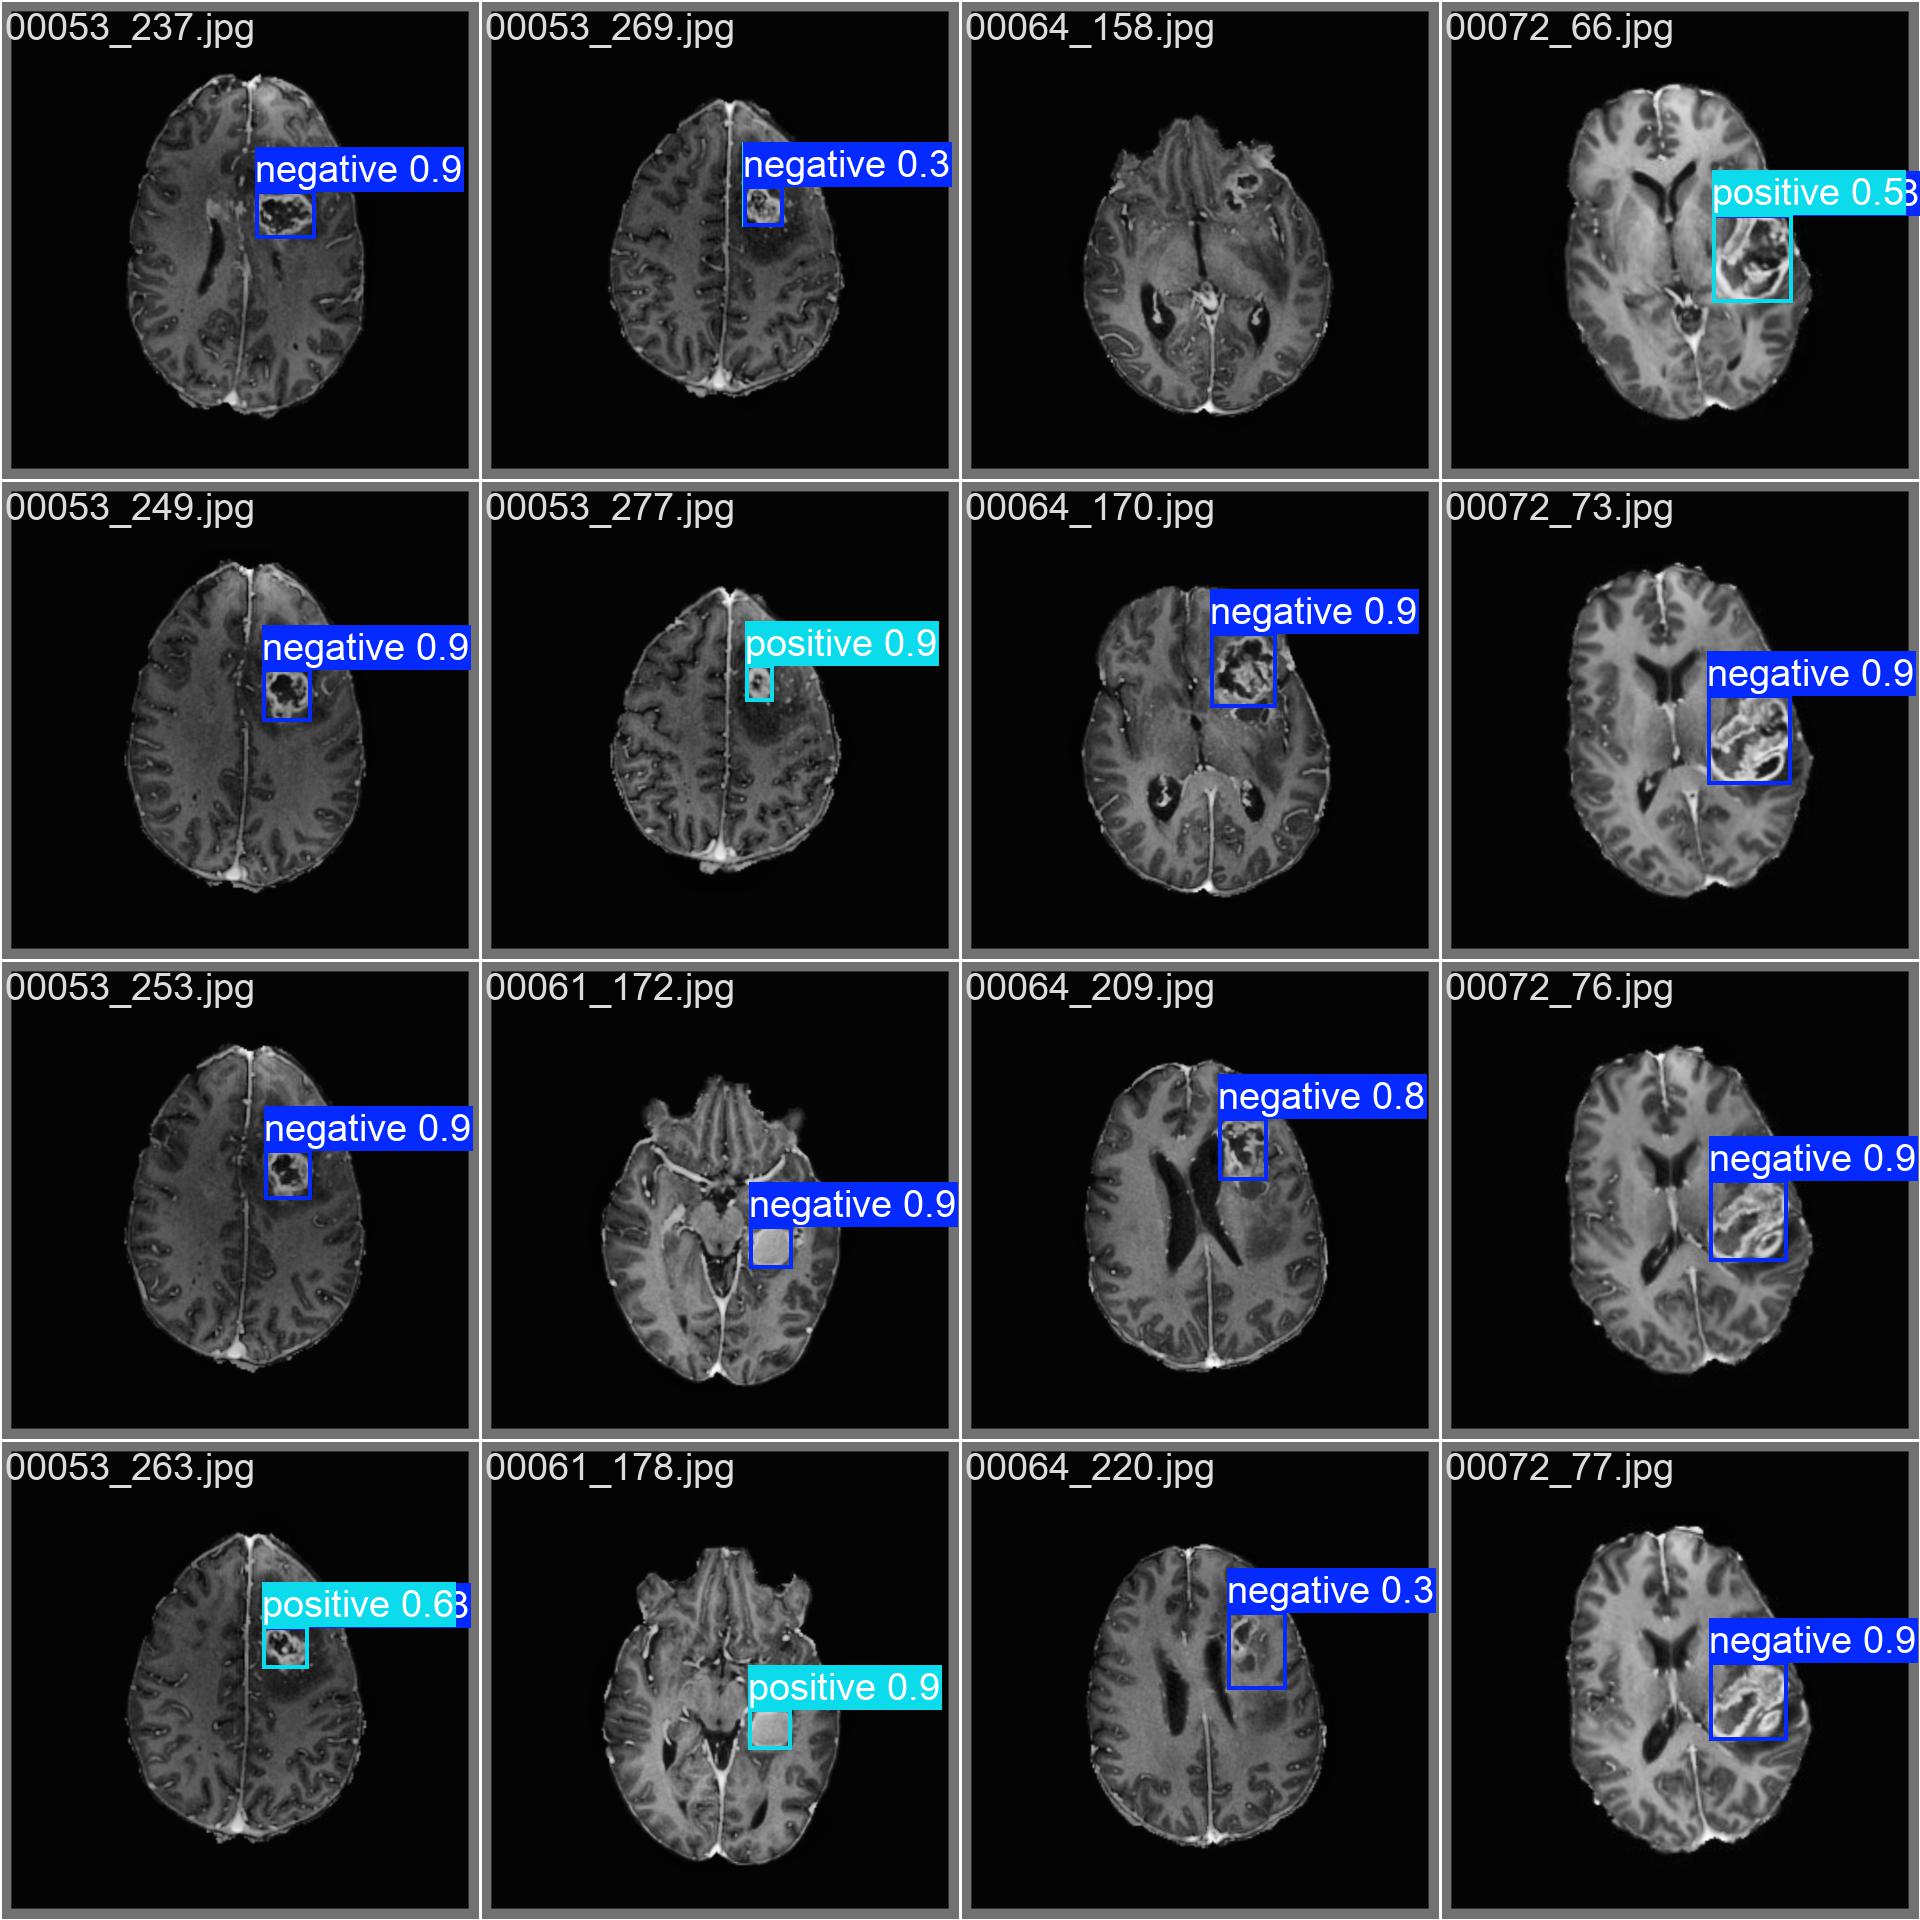 00053_237.jpg
negative 0.9
00053_269.jpg
negative 0.3
00064_158.jpg
00072_66.jpg
positive 0.5
3
00053_249.jpg
negative 0.9
00053_277.jpg
positive 0.9
00064_170.jpg
negative 0.9
00072_73.jpg
negative 0.9
00053_253.jpg
negative 0.9
00061_172.jpg
negative 0.9
00064_209.jpg
negative 0.8
00072_76.jpg
negative 0.9
00053_263.jpg
positive 0.6
3
00061_178.jpg
positive 0.9
00064_220.jpg
negative 0.3
00072_77.jpg
negative 0.9